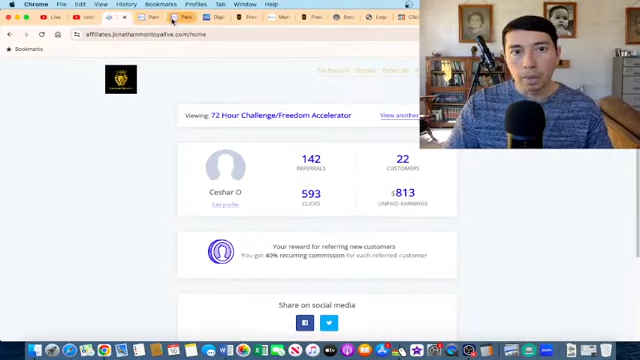 Chrome File Edit View History Bookmarks Profiles Tab Window Help
affiliates.jonathanmontoyalive.com/home
Bookmarks
Dashboard Details Referrals
Viewing: 72 Hour Challenge/Freedom Accelerator View another
142 22
REFERRALS CUSTOMERS
Ceshar O
Edit profile
593 $813
CLICKS UNPAID EARNINGS
Your reward for referring new customers
You get 40% recurring commission for each referred customer
Share on social media